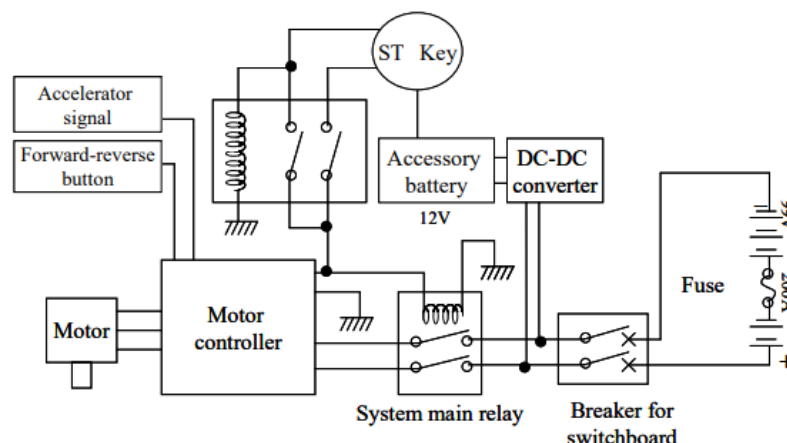 ST Key
Accelerator
signal
Forward-reverse
button
Accessory
battery
12V
DC-DC
converter
Fuse
200A
+
Motor
Motor
controller
System main relay
Breaker for
switchboard